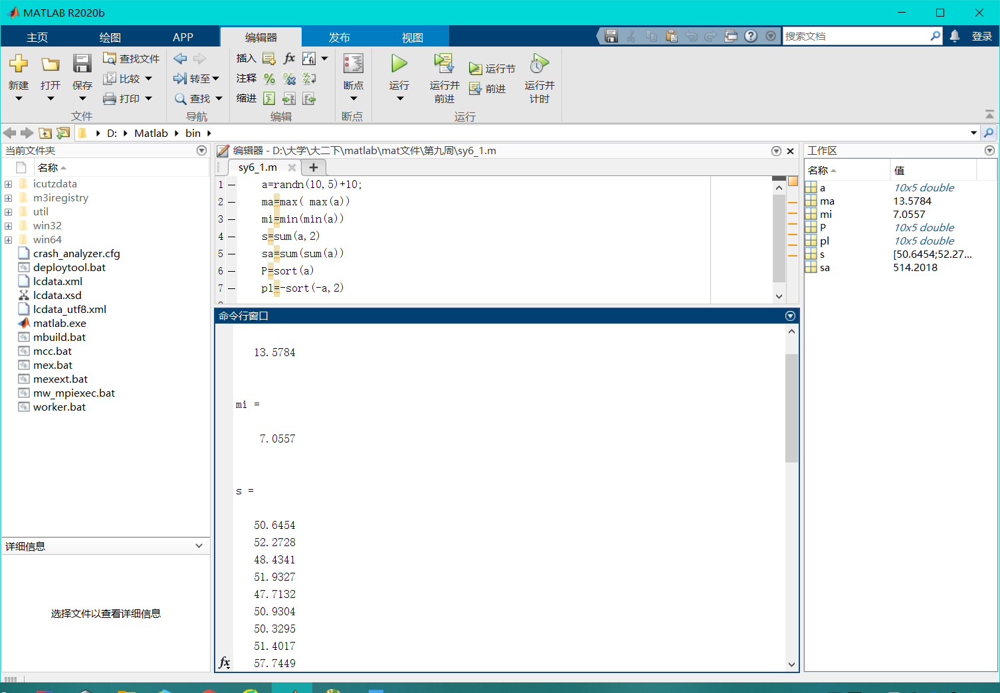 MATLAB R2020b
主页 绘图 APP 编辑器 发布 视图 搜索文档 登录
新建 打开 保存 查找文件 比较 打印 转至 查找 插入 fx 注释 缩进 断点 运行 运行并前进 运行节 前进 运行并计时
文件 导航 编辑 断点 运行
D: Matlab bin
当前文件夹
名称
icutzdata
m3iregistry
util
win32
win64
crash_analyzer.cfg
deploytool.bat
lcdata.xml
lcdata.xsd
lcdata_utf8.xml
matlab.exe
mbuild.bat
mcc.bat
mex.bat
mexext.bat
mw_mpiexec.bat
worker.bat
详细信息
选择文件以查看详细信息
编辑器 - D:\大学\大二下\matlab\mat文件\第九周\sy6_1.m
sy6_1.m
1 — a=randn(10,5)+10;
2 — ma=max( max(a))
3 — mi=min(min(a))
4 — s=sum(a,2)
5 — sa=sum(sum(a))
6 — P=sort(a)
7 — pl=-sort(-a,2)
命令行窗口
13.5784
mi =
7.0557
s =
50.6454
52.2728
48.4341
51.9327
47.7132
50.9304
50.3295
51.4017
57.7449
fx
工作区
名称 值
a 10x5 double
ma 13.5784
mi 7.0557
P 10x5 double
pl 10x5 double
s [50.6454;52.27...
sa 514.2018